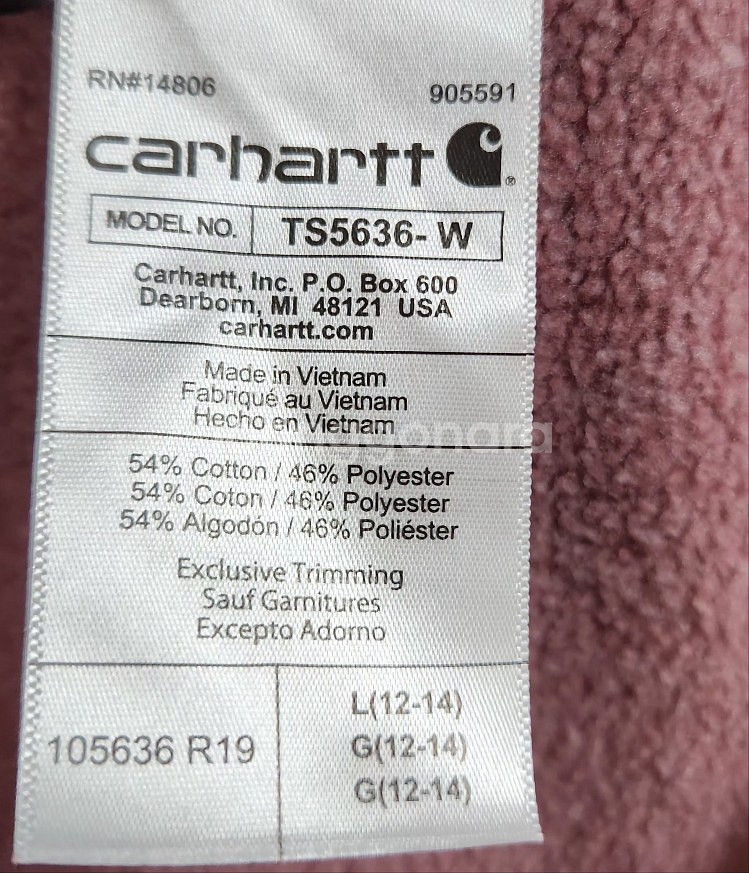 RN#14806 905591
carhartt
MODEL NO. TS5636- W
Carhartt, Inc. P.O. Box 600
Dearborn, MI 48121 USA
carhartt.com
Made in Vietnam
Fabriqué au Vietnam
Hecho en Vietnam
54% Cotton / 46% Polyester
54% Coton / 46% Polyester
54% Algodón / 46% Poliéster
Exclusive Trimming
Sauf Garnitures
Excepto Adorno
105636 R19
L(12-14)
G(12-14)
G(12-14)